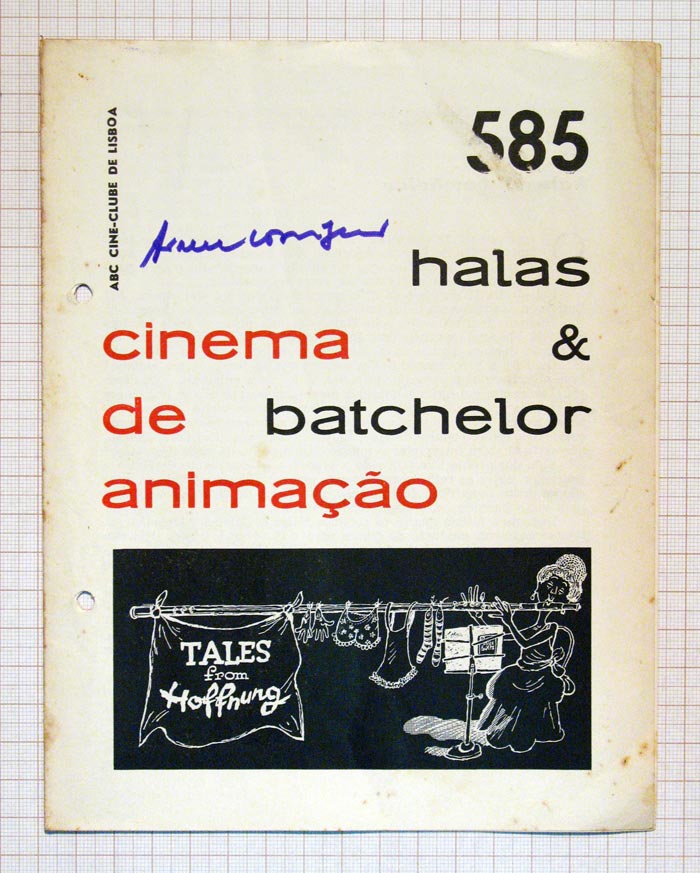 585
ABC CINE-CLUBE DE LISBOA
halas
cinema &
de batchelor
animação
TALES
from
Hoffnung